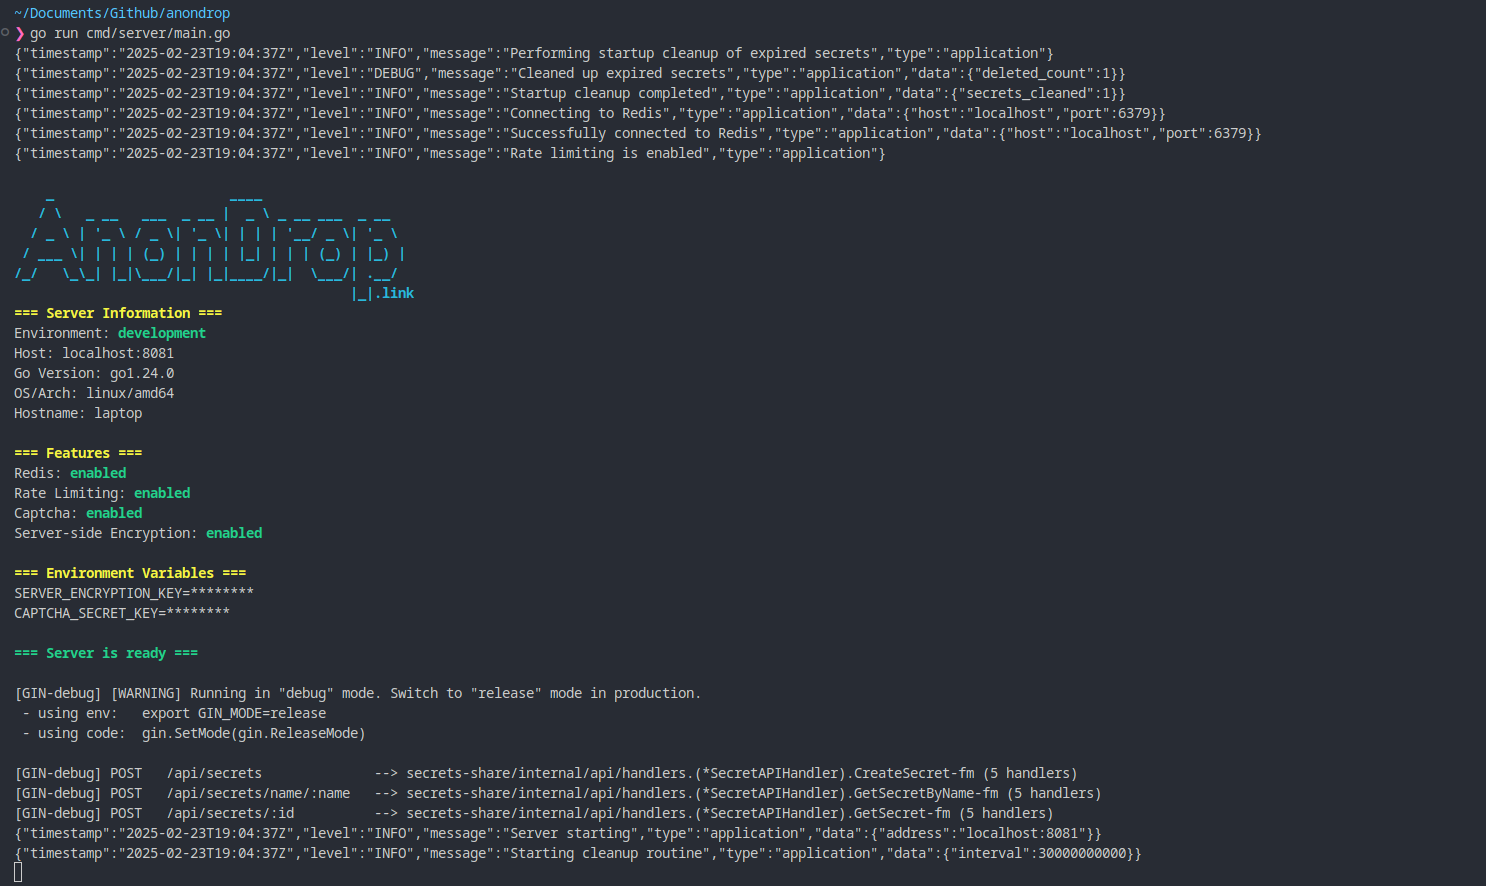 ~/Documents/Github/anondrop
❯ go run cmd/server/main.go
{"timestamp":"2025-02-23T19:04:37Z","level":"INFO","message":"Performing startup cleanup of expired secrets","type":"application"}
{"timestamp":"2025-02-23T19:04:37Z","level":"DEBUG","message":"Cleaned up expired secrets","type":"application","data":{"deleted_count":1}}
{"timestamp":"2025-02-23T19:04:37Z","level":"INFO","message":"Startup cleanup completed","type":"application","data":{"secrets_cleaned":1}}
{"timestamp":"2025-02-23T19:04:37Z","level":"INFO","message":"Connecting to Redis","type":"application","data":{"host":"localhost","port":6379}}
{"timestamp":"2025-02-23T19:04:37Z","level":"INFO","message":"Successfully connected to Redis","type":"application","data":{"host":"localhost","port":6379}}
{"timestamp":"2025-02-23T19:04:37Z","level":"INFO","message":"Rate limiting is enabled","type":"application"}
AnonDrop
.link
=== Server Information ===
Environment: development
Host: localhost:8081
Go Version: go1.24.0
OS/Arch: linux/amd64
Hostname: laptop
=== Features ===
Redis: enabled
Rate Limiting: enabled
Captcha: enabled
Server-side Encryption: enabled
=== Environment Variables ===
SERVER_ENCRYPTION_KEY=********
CAPTCHA_SECRET_KEY=********
=== Server is ready ===
[GIN-debug] [WARNING] Running in "debug" mode. Switch to "release" mode in production.
 - using env:   export GIN_MODE=release
 - using code:  gin.SetMode(gin.ReleaseMode)
[GIN-debug] POST   /api/secrets              --> secrets-share/internal/api/handlers.(*SecretAPIHandler).CreateSecret-fm (5 handlers)
[GIN-debug] POST   /api/secrets/name/:name   --> secrets-share/internal/api/handlers.(*SecretAPIHandler).GetSecretByName-fm (5 handlers)
[GIN-debug] POST   /api/secrets/:id          --> secrets-share/internal/api/handlers.(*SecretAPIHandler).GetSecret-fm (5 handlers)
{"timestamp":"2025-02-23T19:04:37Z","level":"INFO","message":"Server starting","type":"application","data":{"address":"localhost:8081"}}
{"timestamp":"2025-02-23T19:04:37Z","level":"INFO","message":"Starting cleanup routine","type":"application","data":{"interval":30000000000}}